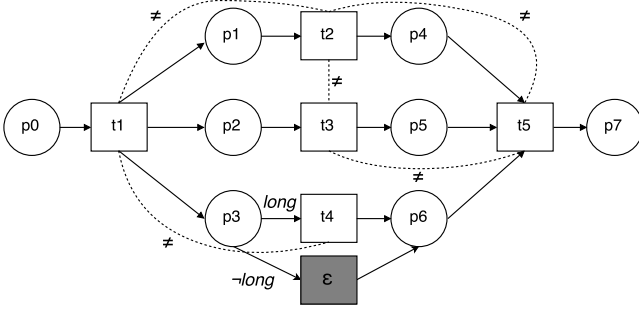 ≠ ≠
p1 t2 p4
≠
p0 t1 p2 t3 p5 t5 p7
≠
long
p3 t4 p6
≠
¬long ε